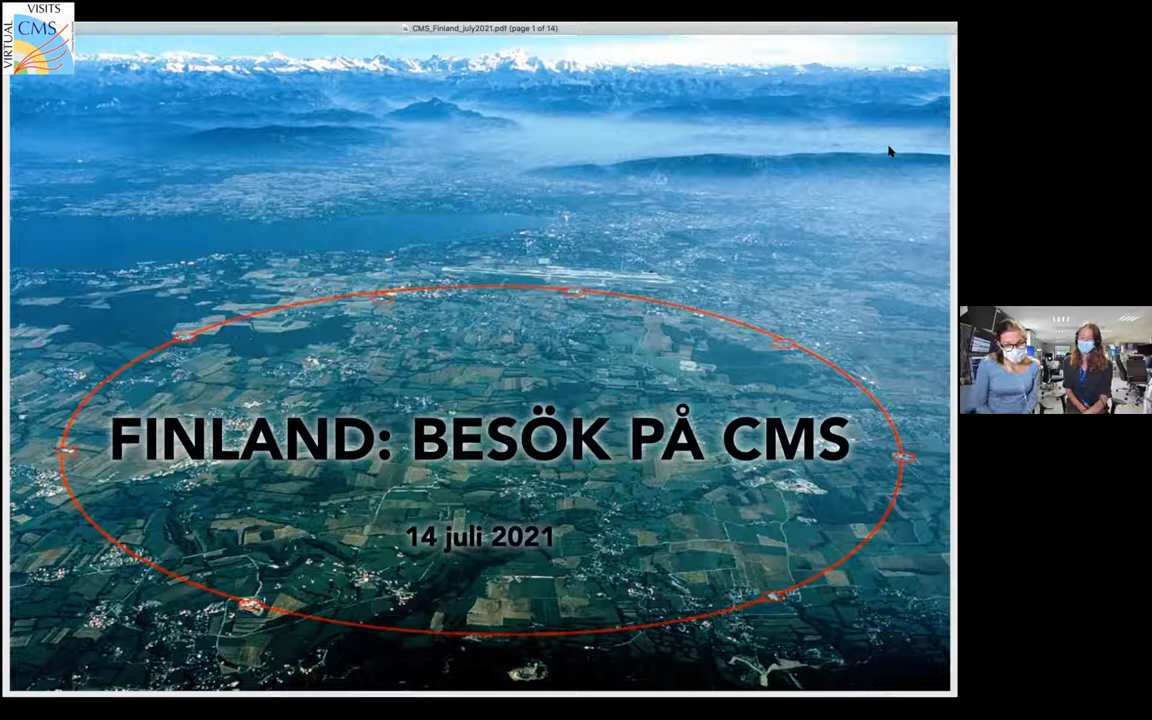 VISITS
VIRTUAL
CMS
CMS_Finland_july2021.pdf (page 1 of 14)
FINLAND: BESÖK PÅ CMS
14 juli 2021